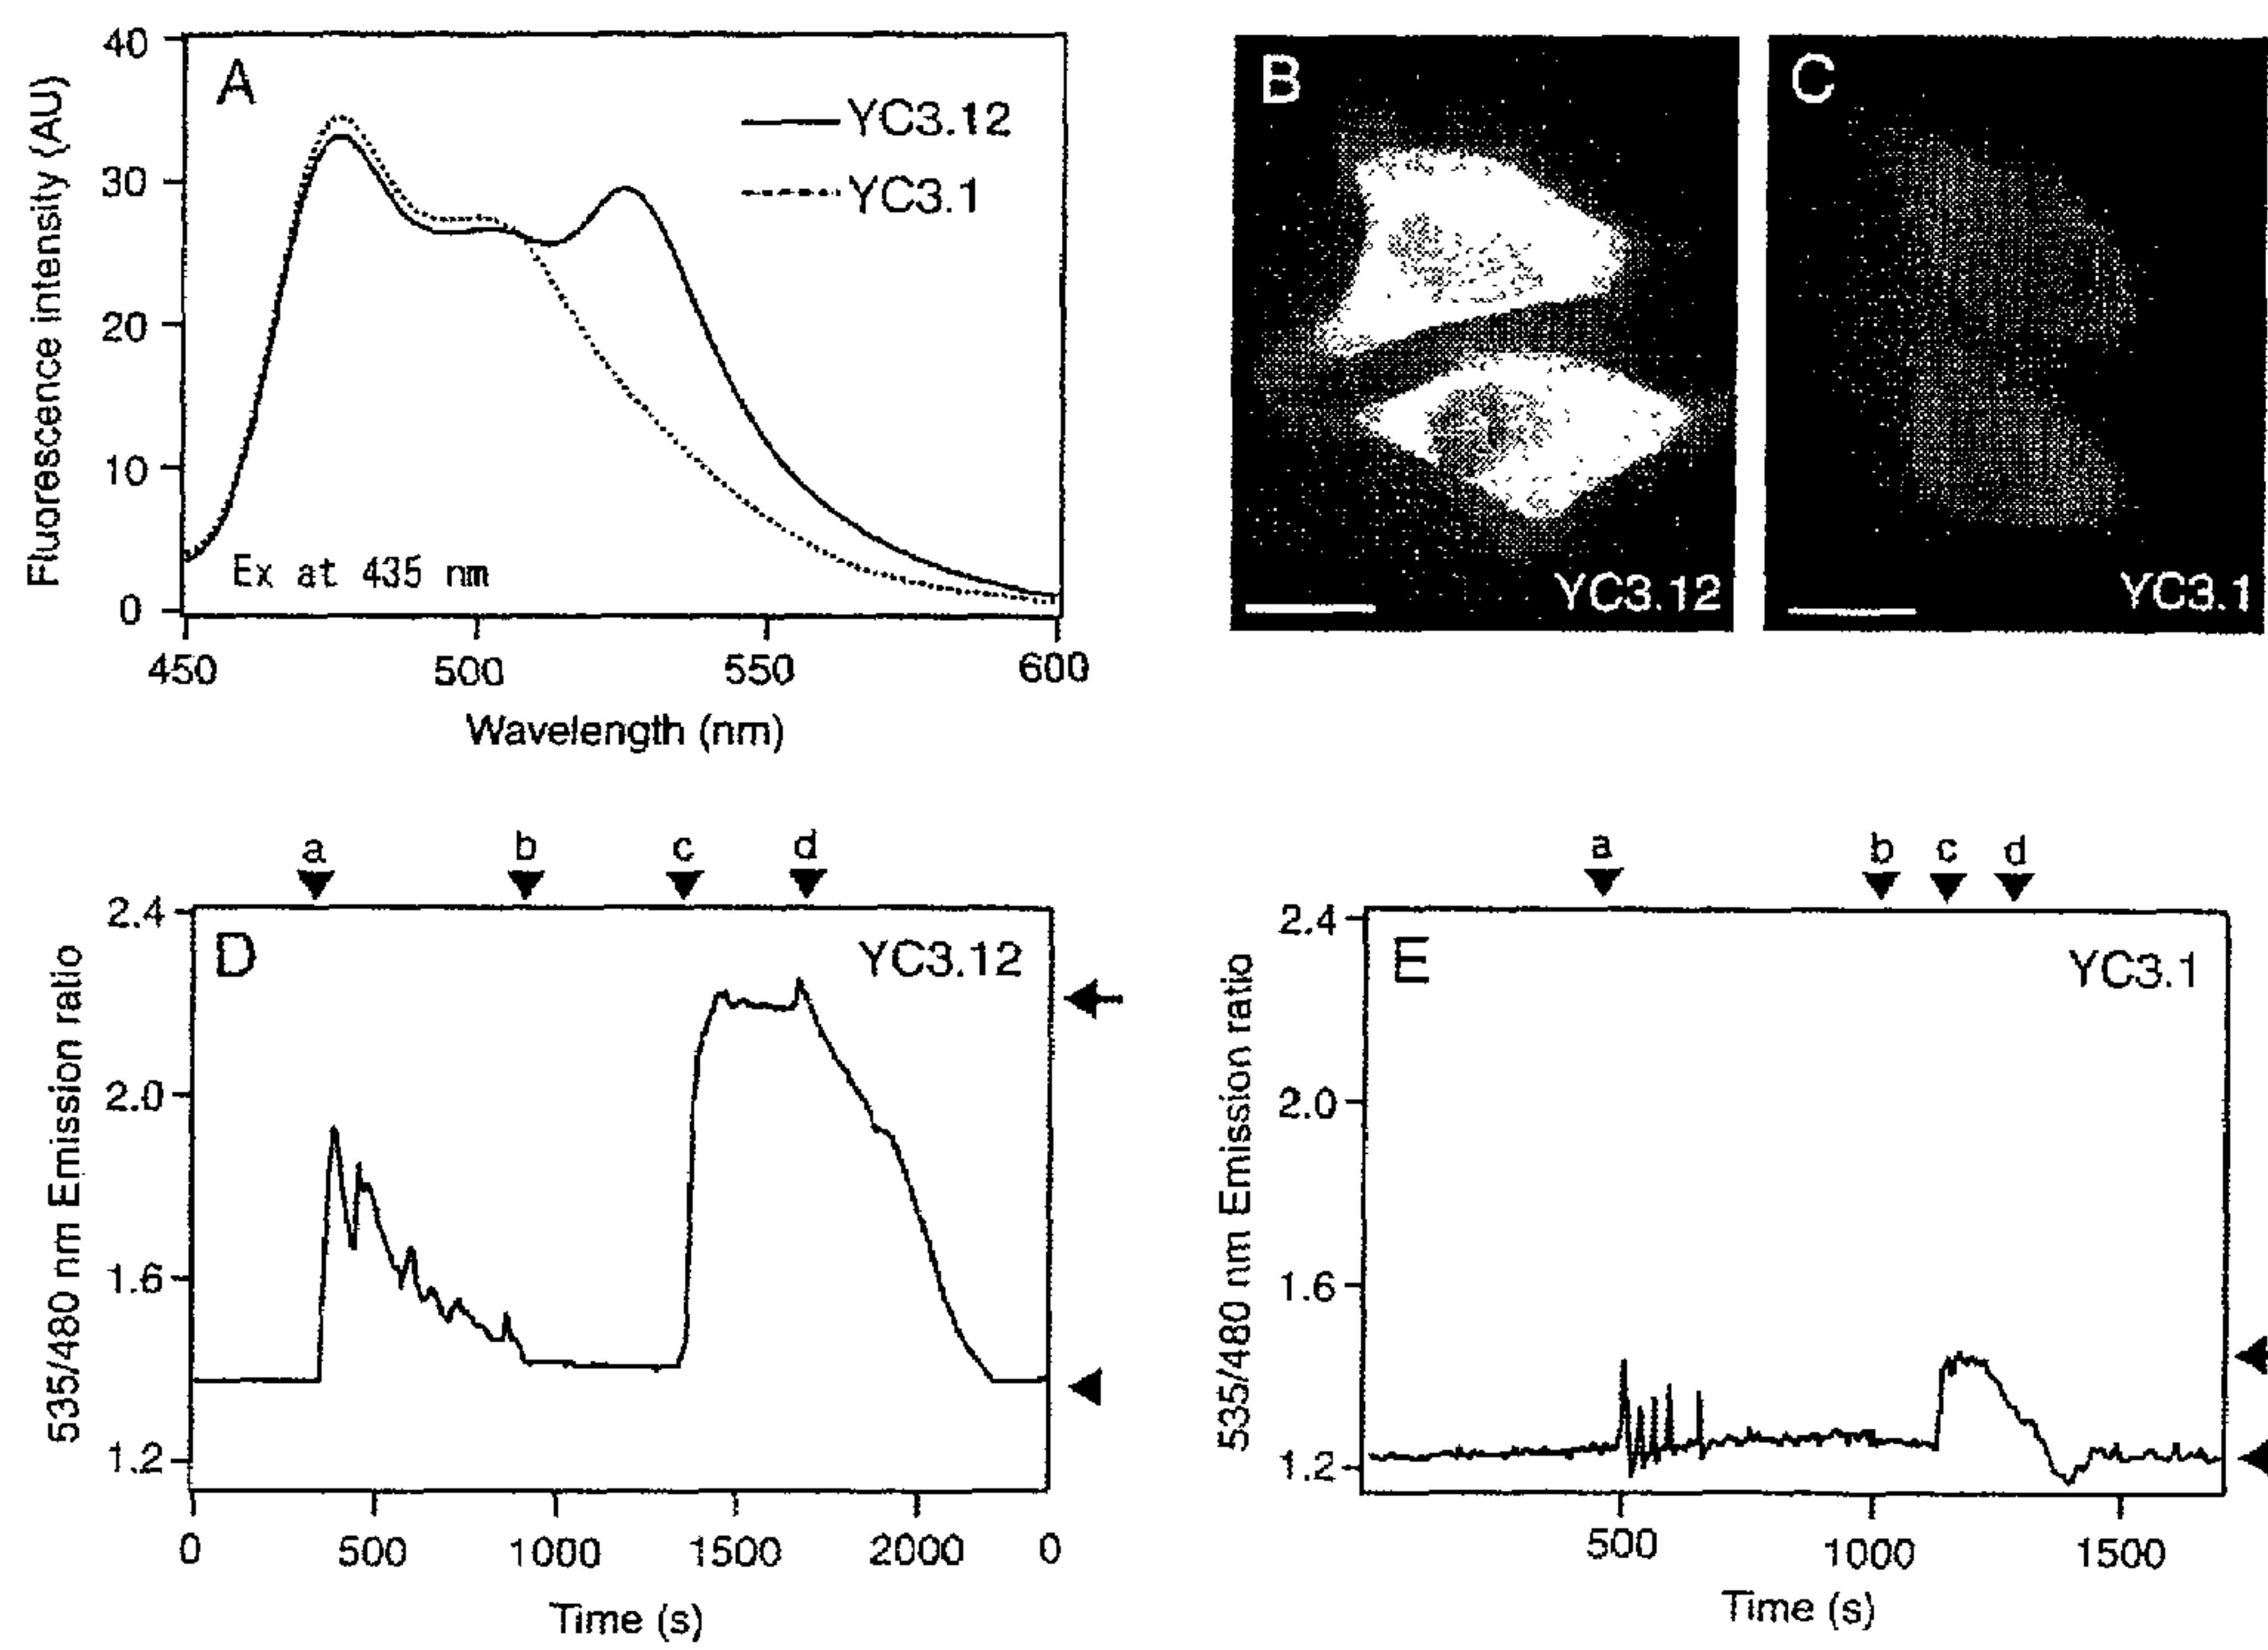 A
YC3.12
YC3.1
Ex at 435 nm
Fluorescence intensity (AU)
40
30
20
10
0
450 500 550 600
Wavelength (nm)
B
YC3.12
C
YC3.1
a b c d
D
YC3.12
535/480 nm Emission ratio
2.4
2.0
1.6
1.2
0 500 1000 1500 2000 0
Time (s)
a b c d
E
YC3.1
535/480 nm Emission ratio
2.4
2.0
1.6
1.2
500 1000 1500
Time (s)